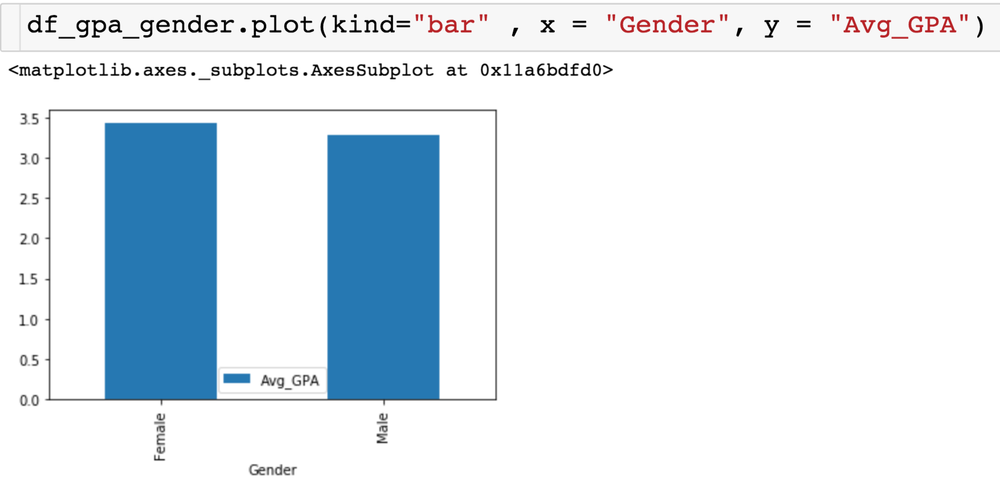 df_gpa_gender.plot(kind="bar" , x = "Gender", y = "Avg_GPA")
<matplotlib.axes._subplots.AxesSubplot at 0x11a6bdfd0>
3.5
3.0
2.5
2.0
1.5
1.0
0.5
0.0
Avg_GPA
Female
Male
Gender